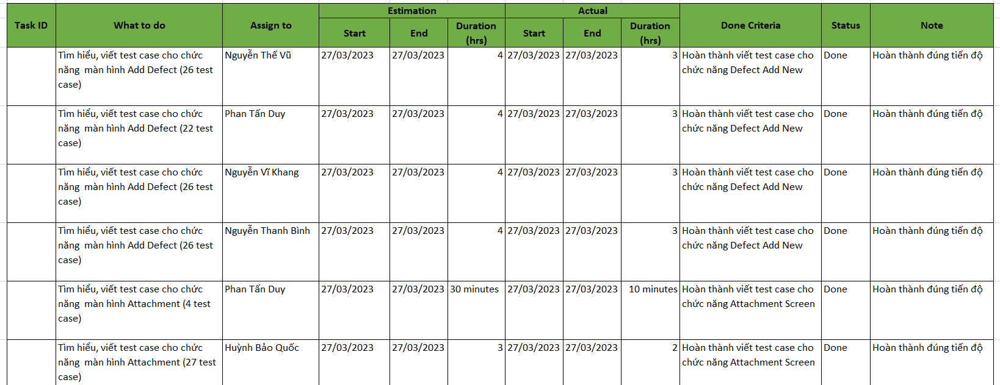 Task ID What to do Assign to Estimation Actual Done Criteria Status Note
Start End Duration (hrs) Start End Duration (hrs)
Tìm hiểu, viết test case cho chức Nguyễn Thế Vũ 27/03/2023 27/03/2023 4 27/03/2023 27/03/2023 3 Hoàn thành viết test case cho Done Hoàn thành đúng tiến độ
năng màn hình Add Defect (26 test chức năng Defect Add New
case)
Tìm hiểu, viết test case cho chức Phan Tấn Duy 27/03/2023 27/03/2023 4 27/03/2023 27/03/2023 3 Hoàn thành viết test case cho Done Hoàn thành đúng tiến độ
năng màn hình Add Defect (22 test chức năng Defect Add New
case)
Tìm hiểu, viết test case cho chức Nguyễn Vĩ Khang 27/03/2023 27/03/2023 4 27/03/2023 27/03/2023 3 Hoàn thành viết test case cho Done Hoàn thành đúng tiến độ
năng màn hình Add Defect (26 test chức năng Defect Add New
case)
Tìm hiểu, viết test case cho chức Nguyễn Thanh Bình 27/03/2023 27/03/2023 4 27/03/2023 27/03/2023 3 Hoàn thành viết test case cho Done Hoàn thành đúng tiến độ
năng màn hình Add Defect (26 test chức năng Defect Add New
case)
Tìm hiểu, viết test case cho chức Phan Tấn Duy 27/03/2023 27/03/2023 30 minutes 27/03/2023 27/03/2023 10 minutes Hoàn thành viết test case cho Done Hoàn thành đúng tiến độ
năng màn hình Attachment (4 test chức năng Attachment Screen
case)
Tìm hiểu, viết test case cho chức Huỳnh Bảo Quốc 27/03/2023 27/03/2023 3 27/03/2023 27/03/2023 2 Hoàn thành viết test case cho Done Hoàn thành đúng tiến độ
năng màn hình Attachment (27 test chức năng Attachment Screen
case)